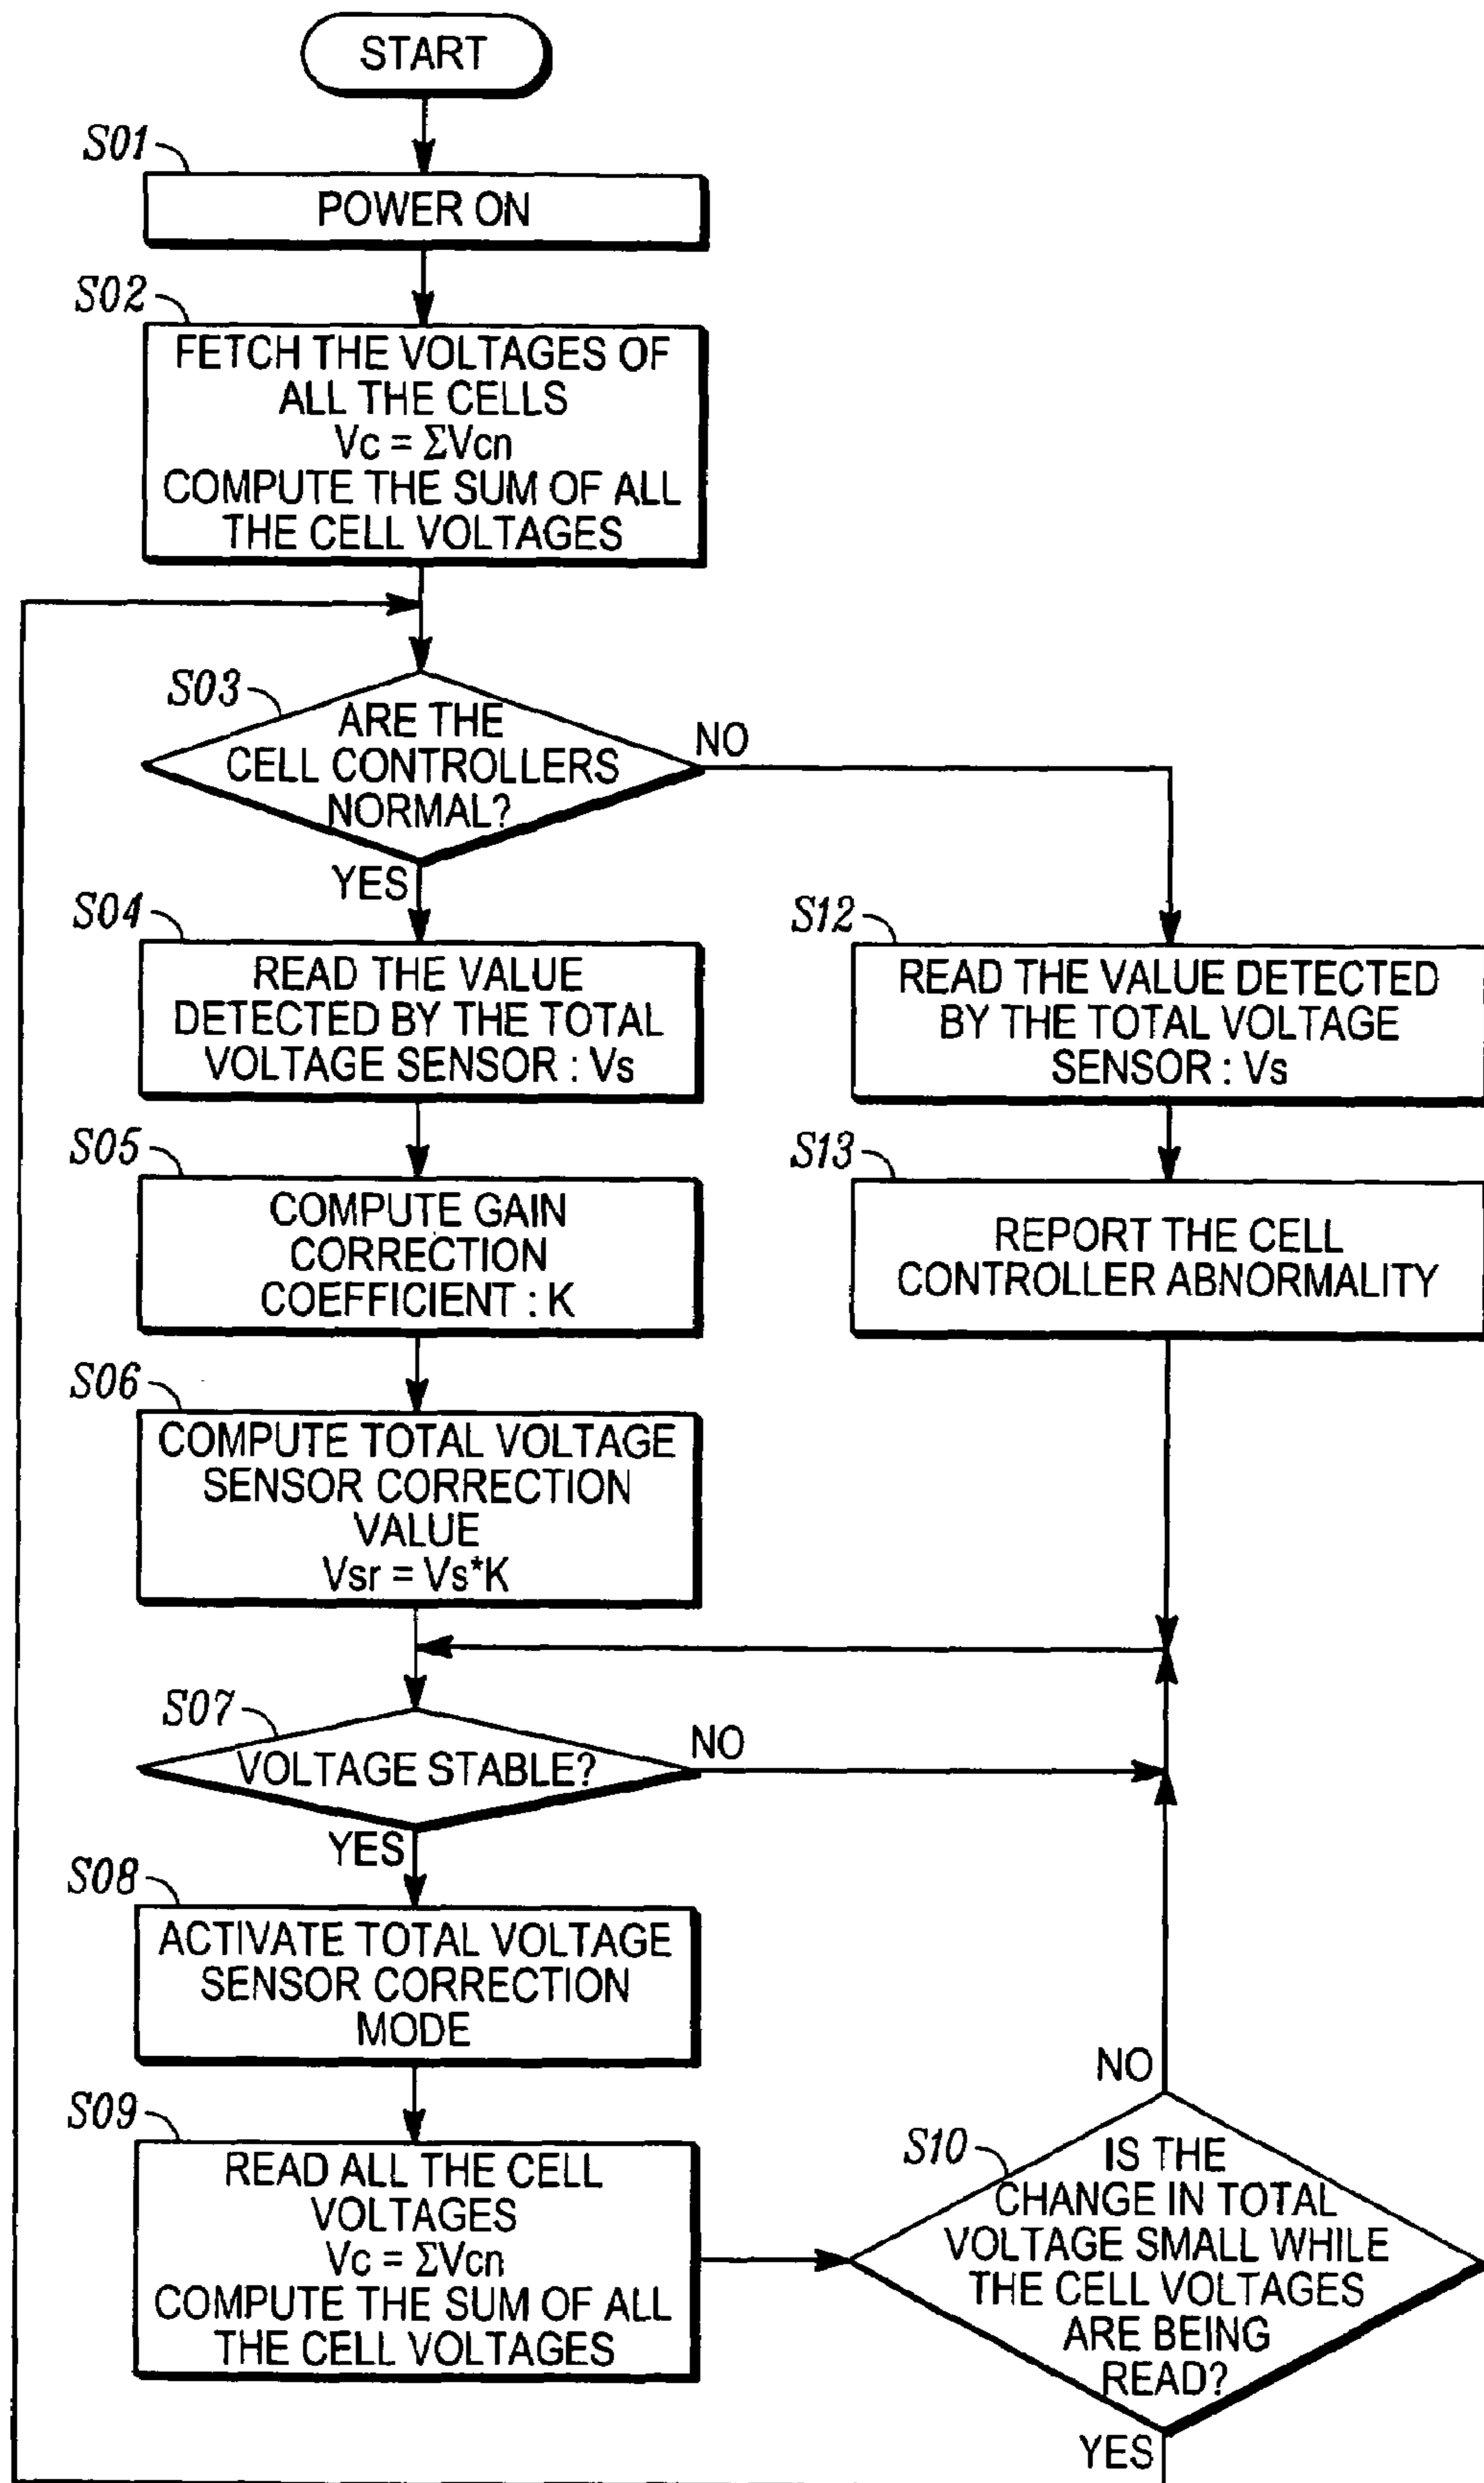 START
S01
POWER ON
S02
FETCH THE VOLTAGES OF
ALL THE CELLS
Vc = ΣVcn
COMPUTE THE SUM OF ALL
THE CELL VOLTAGES
S03
ARE THE
CELL CONTROLLERS
NORMAL?
NO
YES
S04
READ THE VALUE
DETECTED BY THE TOTAL
VOLTAGE SENSOR : Vs
S12
READ THE VALUE DETECTED
BY THE TOTAL VOLTAGE
SENSOR : Vs
S05
COMPUTE GAIN
CORRECTION
COEFFICIENT : K
S13
REPORT THE CELL
CONTROLLER ABNORMALITY
S06
COMPUTE TOTAL VOLTAGE
SENSOR CORRECTION
VALUE
Vsr = Vs*K
S07
VOLTAGE STABLE?
NO
YES
S08
ACTIVATE TOTAL VOLTAGE
SENSOR CORRECTION
MODE
S09
READ ALL THE CELL
VOLTAGES
Vc = ΣVcn
COMPUTE THE SUM OF ALL
THE CELL VOLTAGES
NO
S10
IS THE
CHANGE IN TOTAL
VOLTAGE SMALL WHILE
THE CELL VOLTAGES
ARE BEING
READ?
YES